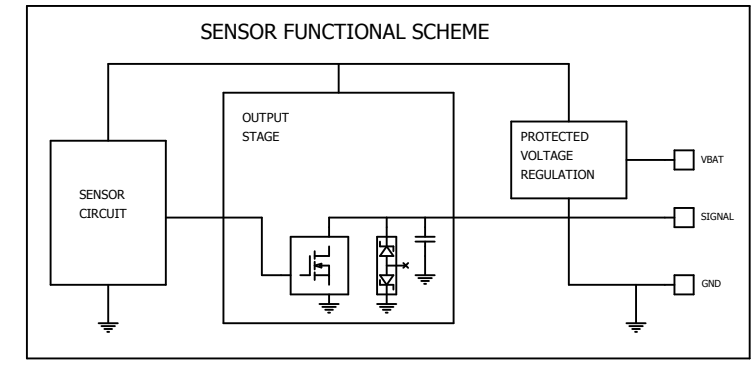 SENSOR FUNCTIONAL SCHEME
OUTPUT
STAGE
PROTECTED
VOLTAGE
REGULATION
VBAT
SENSOR
CIRCUIT
SIGNAL
GND